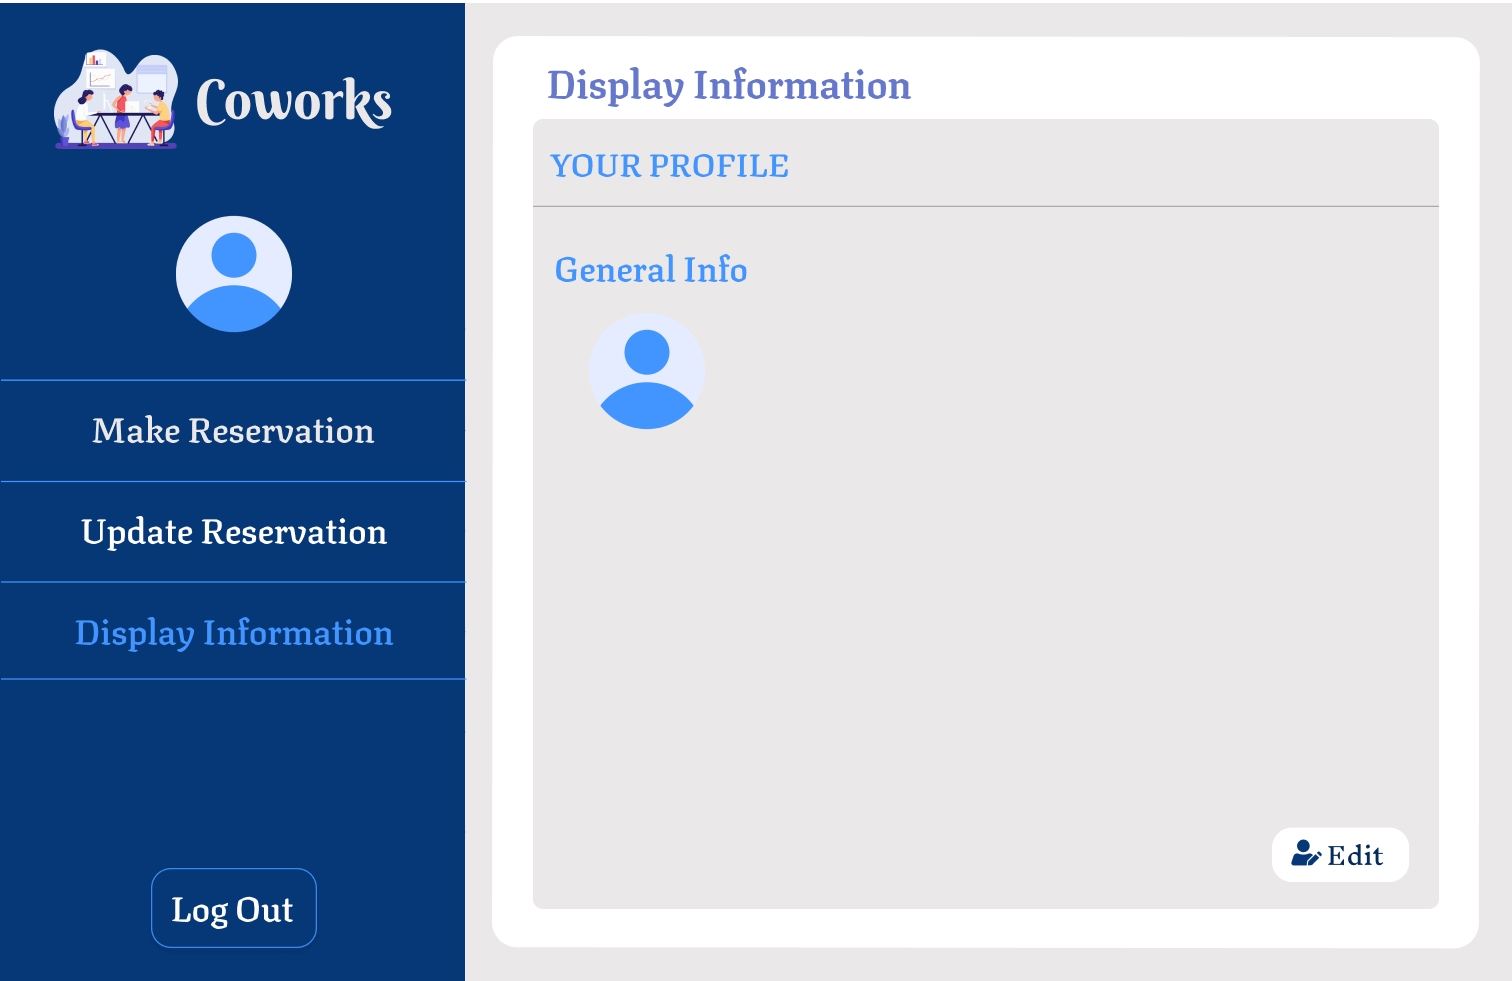 Coworks
Make Reservation
Update Reservation
Display Information
Log Out
Display Information
YOUR PROFILE
General Info
Edit